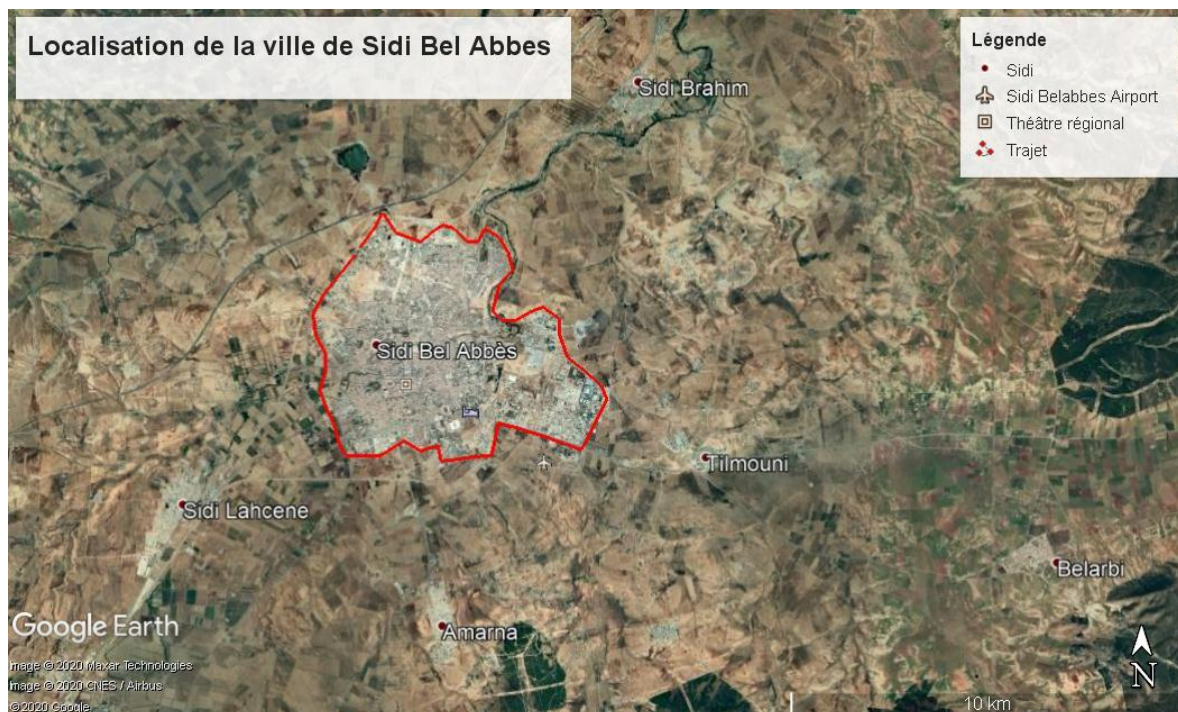 Localisation de la ville de Sidi Bel Abbes
Légende
Sidi
Sidi Belabbes Airport
Théâtre régional
Trajet
Sidi Brahim
Sidi Bel Abbès
Tilmouni
Sidi Lahcene
Belarbi
Amarna
Google Earth
Image © 2020 Maxar Technologies
Image © 2020 CNES / Airbus
© 2020 Google
10 km
N